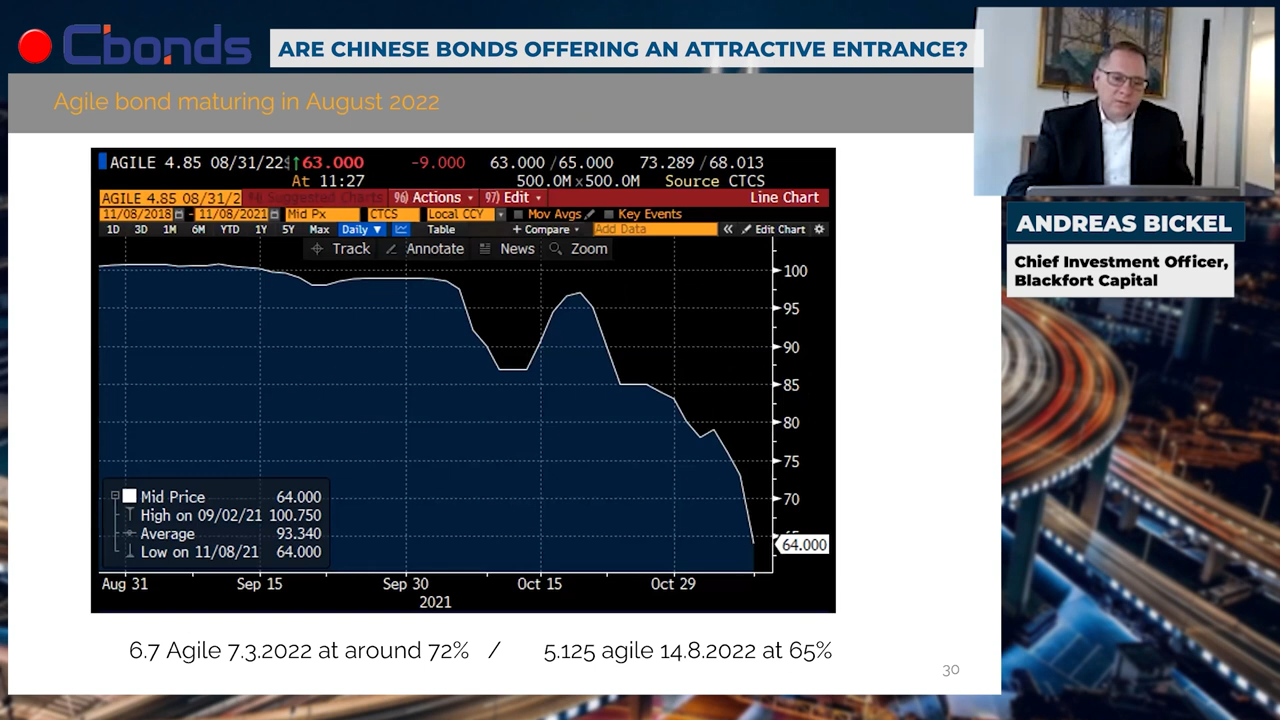 Cbonds
ARE CHINESE BONDS OFFERING AN ATTRACTIVE ENTRANCE?
Agile bond maturing in August 2022
AGILE 4.85 08/31/22 ↑63.000 -9.000 63.000 /65.000 73.289 / 68.013
At 11:27 500.0M x 500.0M Source CTCS
AGILE 4.85 08/31/2 Suggested Charts 96) Actions 97) Edit Line Chart
11/08/2018 - 11/08/2021 Mid Px CTCS Local CCY Mov Avgs Key Events
1D 3D 1M 6M YTD 1Y 5Y Max Daily ▼ Table + Compare Add Data « Edit Chart
Track Annotate News Zoom
100
95
90
85
80
75
70
64.000
Mid Price 64.000
High on 09/02/21 100.750
Average 93.340
Low on 11/08/21 64.000
Aug 31 Sep 15 Sep 30 Oct 15 Oct 29
2021
6.7 Agile 7.3.2022 at around 72% / 5.125 agile 14.8.2022 at 65%
30
ANDREAS BICKEL
Chief Investment Officer,
Blackfort Capital